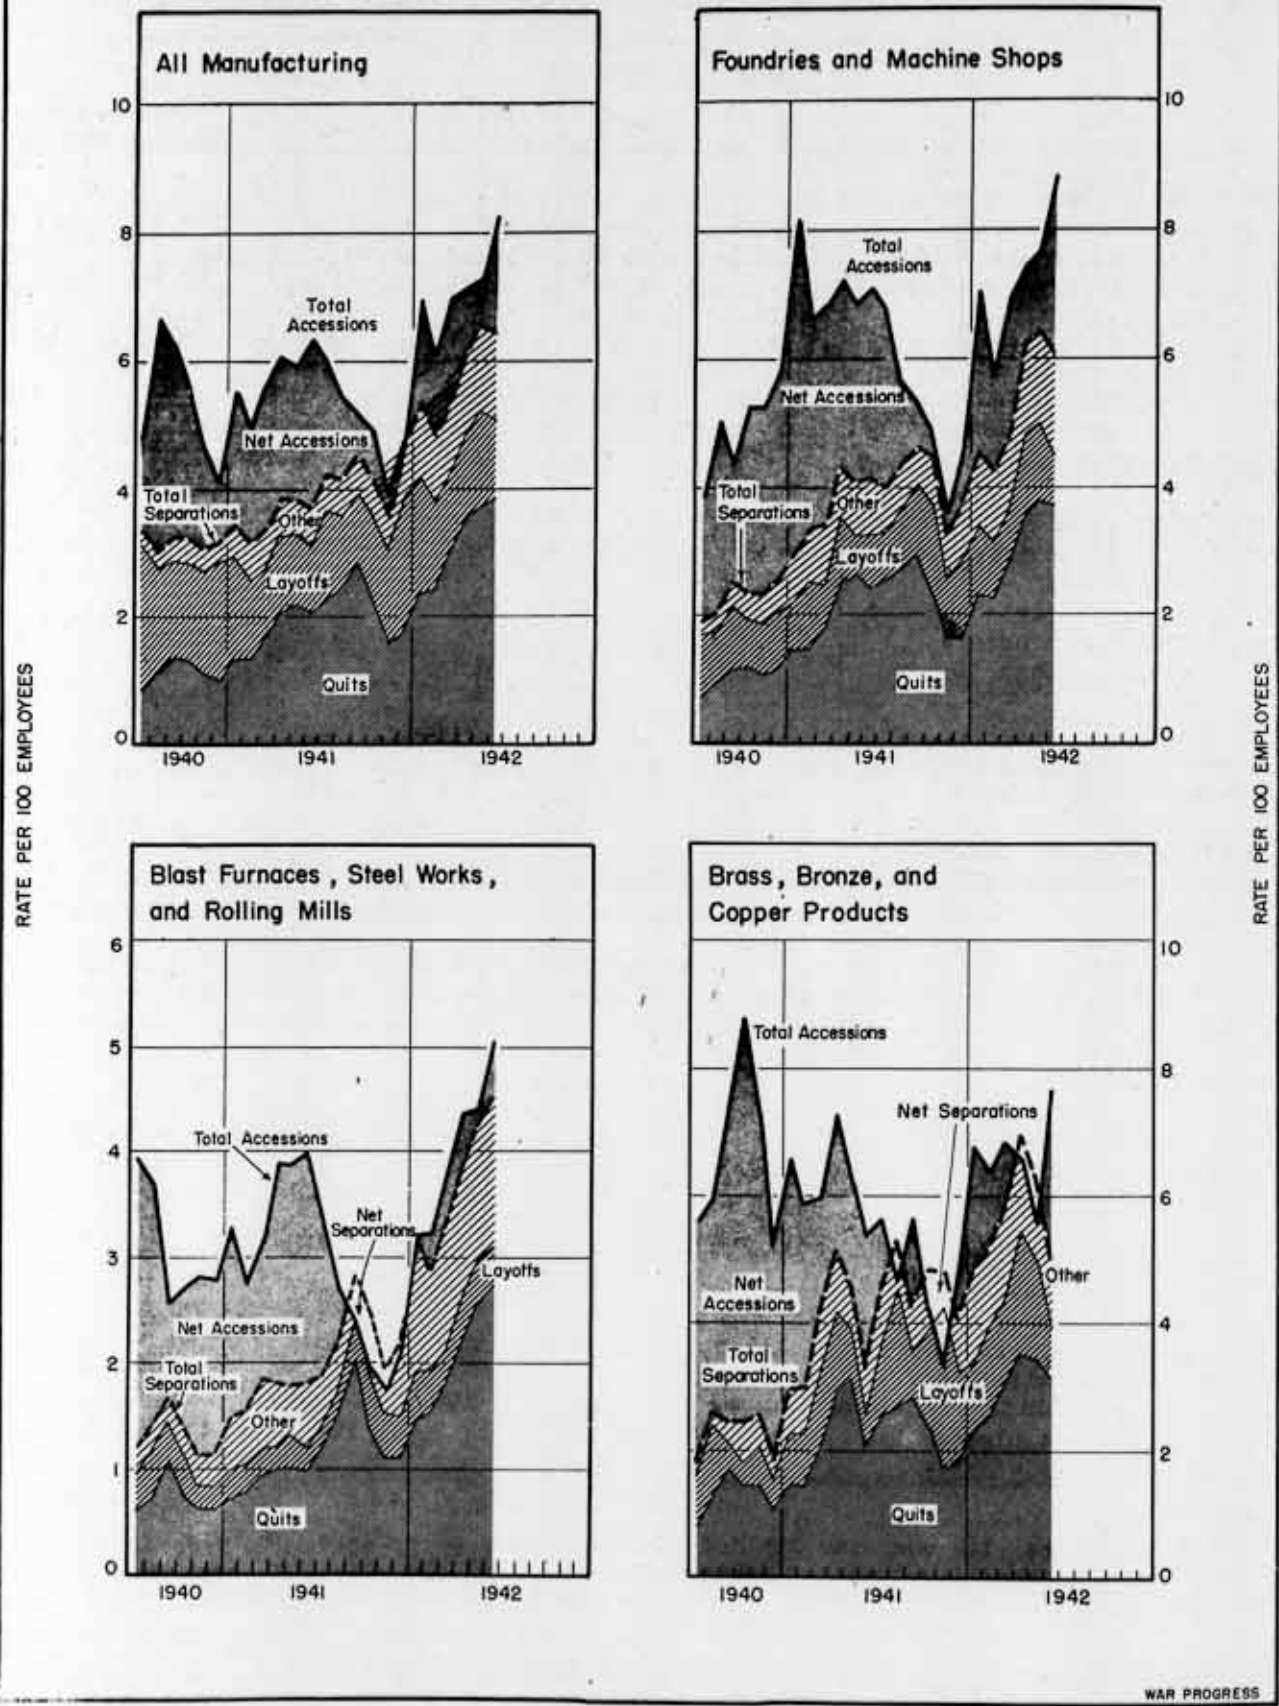 All Manufacturing
10
8
6
4
2
0
Total
Accessions
Net Accessions
Total
Separations
Other
Layoffs
Quits
1940
1941
1942
Foundries and Machine Shops
10
8
6
4
2
0
Total
Accessions
Net Accessions
Total
Separations
Other
Layoffs
Quits
1940
1941
1942
RATE PER 100 EMPLOYEES
RATE PER 100 EMPLOYEES
Blast Furnaces, Steel Works,
and Rolling Mills
6
5
4
3
2
1
0
Total Accessions
Net
Separations
Layoffs
Net Accessions
Total
Separations
Other
Quits
1940
1941
1942
Brass, Bronze, and
Copper Products
10
8
6
4
2
0
Total Accessions
Net Separations
Net
Accessions
Other
Total
Separations
Layoffs
Quits
1940
1941
1942
WAR PROGRESS